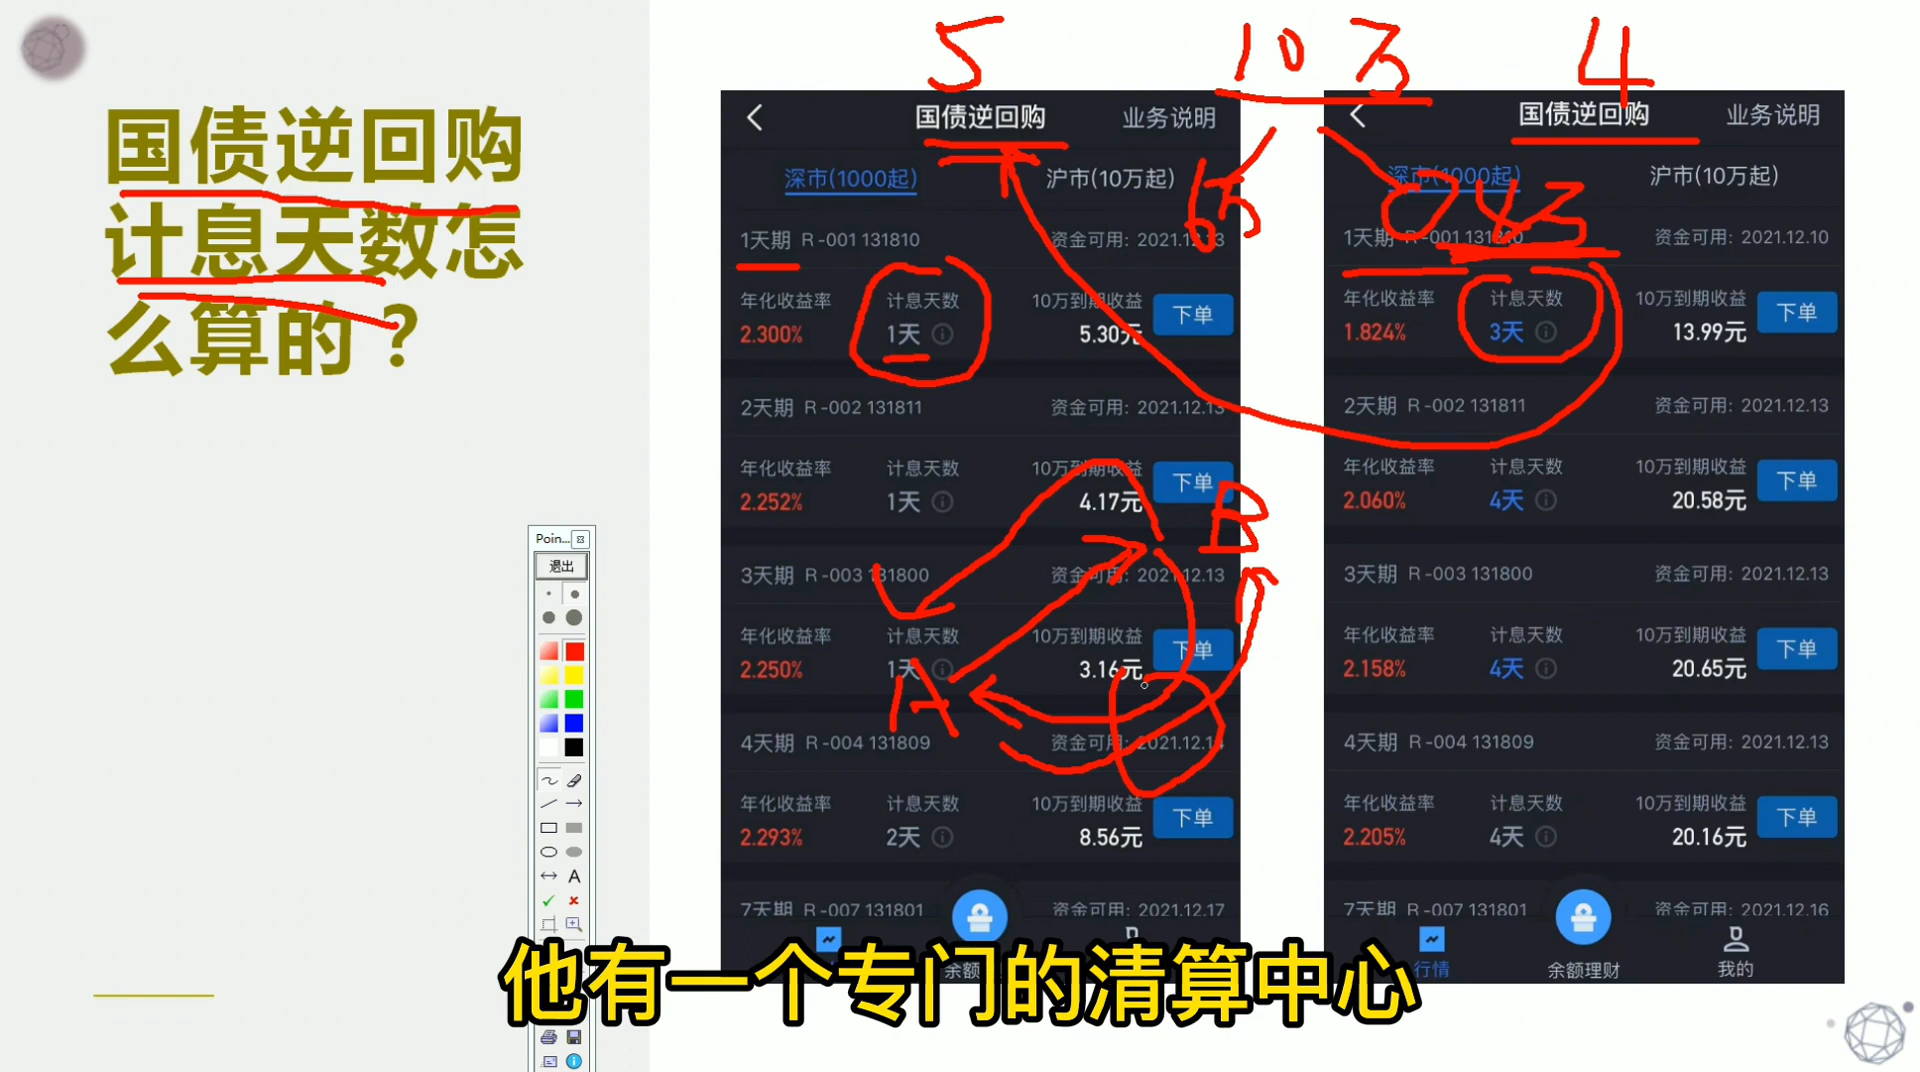 国债逆回购
计息天数怎
么算的？
5
10 3
4
国债逆回购
业务说明
深市(1000起)
沪市(10万起)
1天期 R-001 131810
资金可用: 2021.12.13
年化收益率
计息天数
10万到期收益
下单
2.300%
1天
5.30元
2天期 R-002 131811
资金可用: 2021.12.13
年化收益率
计息天数
10万到期收益
下单
2.252%
1天
4.17元
3天期 R-003 131800
资金可用: 2021.12.13
年化收益率
计息天数
10万到期收益
下单
2.250%
1天
3.16元
4天期 R-004 131809
资金可用: 2021.12.14
年化收益率
计息天数
10万到期收益
下单
2.293%
2天
8.56元
7天期 R-007 131801
资金可用: 2021.12.17
A
B
国债逆回购
业务说明
深市(1000起)
沪市(10万起)
1天期 R-001 131810
资金可用: 2021.12.10
年化收益率
计息天数
10万到期收益
下单
1.824%
3天
13.99元
2天期 R-002 131811
资金可用: 2021.12.13
年化收益率
计息天数
10万到期收益
下单
2.060%
4天
20.58元
3天期 R-003 131800
资金可用: 2021.12.13
年化收益率
计息天数
10万到期收益
下单
2.158%
4天
20.65元
4天期 R-004 131809
资金可用: 2021.12.13
年化收益率
计息天数
10万到期收益
下单
2.205%
4天
20.16元
7天期 R-007 131801
资金可用: 2021.12.16
行情
余额理财
我的
Poin...
退出
A
他有一个专门的清算中心